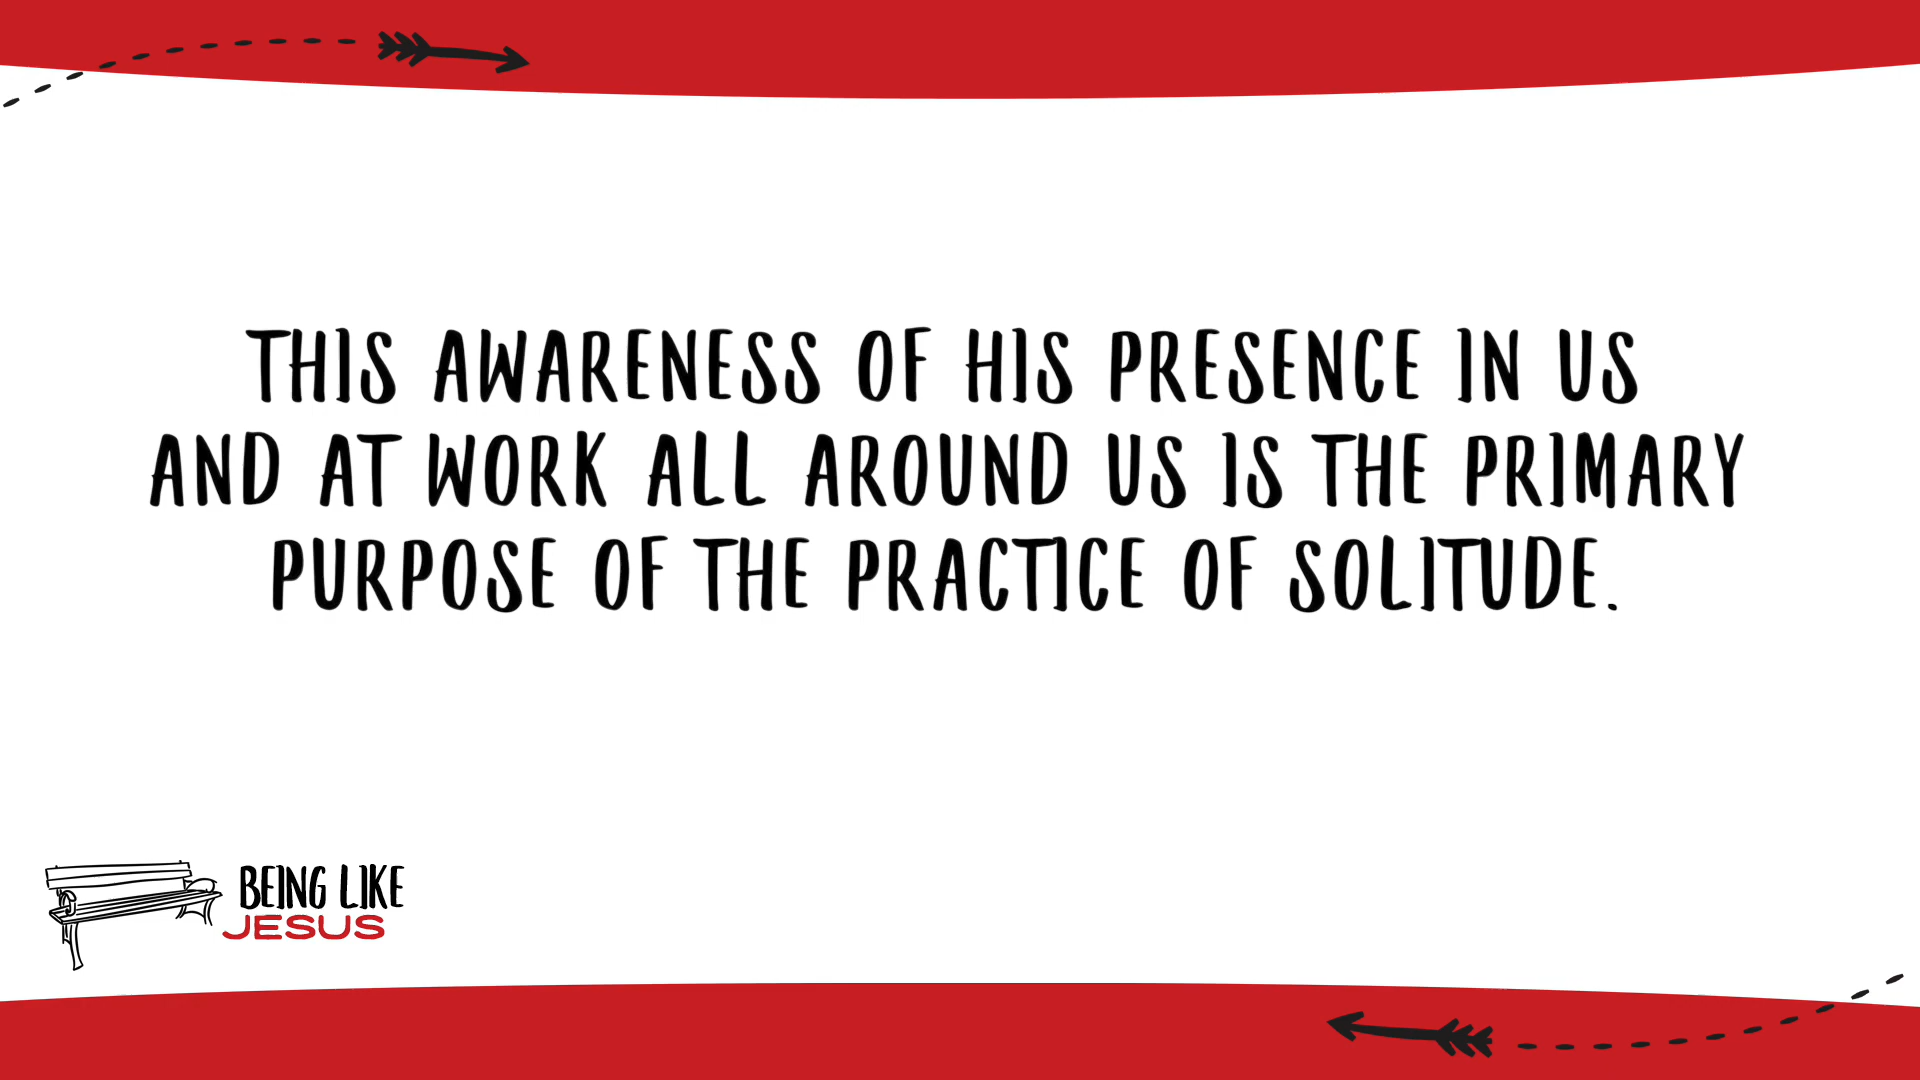 THIS AWARENESS OF HIS PRESENCE IN US
AND AT WORK ALL AROUND US IS THE PRIMARY
PURPOSE OF THE PRACTICE OF SOLITUDE.
BEING LIKE
JESUS